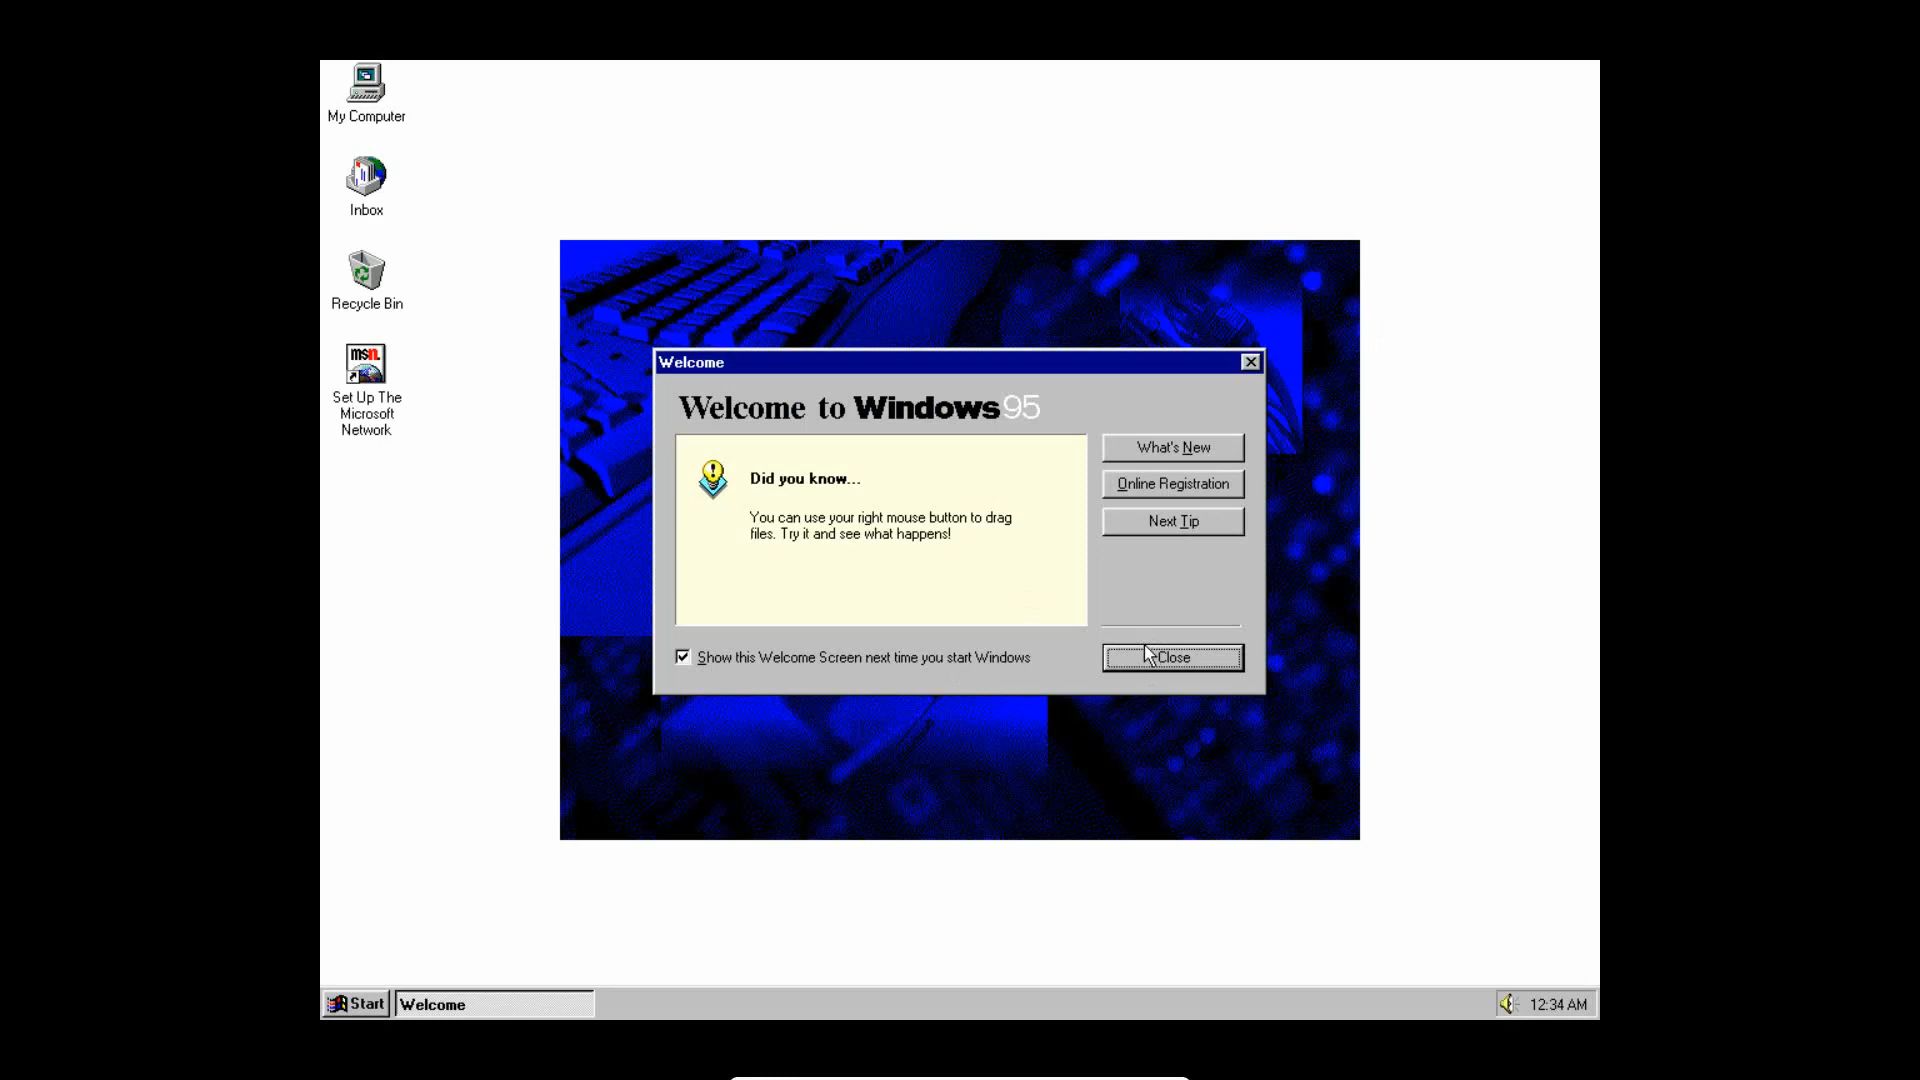 My Computer
Inbox
Recycle Bin
msn.
Set Up The
Microsoft
Network
Welcome
Welcome to Windows 95
Did you know...
You can use your right mouse button to drag
files. Try it and see what happens!
What's New
Online Registration
Next Tip
Show this Welcome Screen next time you start Windows
Close
Start
Welcome
12:34 AM